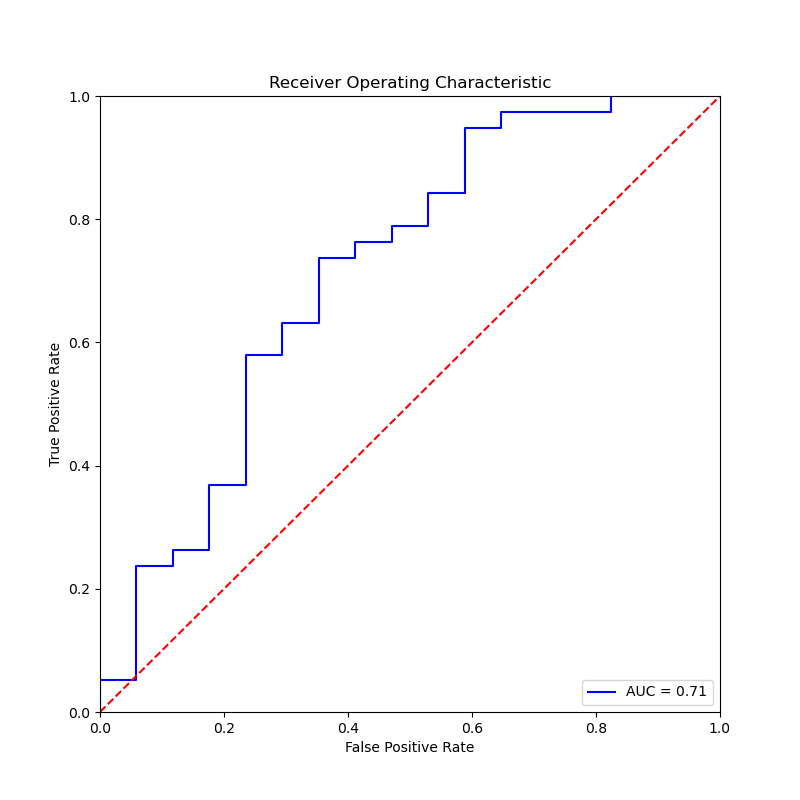 Receiver Operating Characteristic
1.0
0.8
0.6
0.4
0.2
0.0
True Positive Rate
AUC = 0.71
0.0 0.2 0.4 0.6 0.8 1.0
False Positive Rate